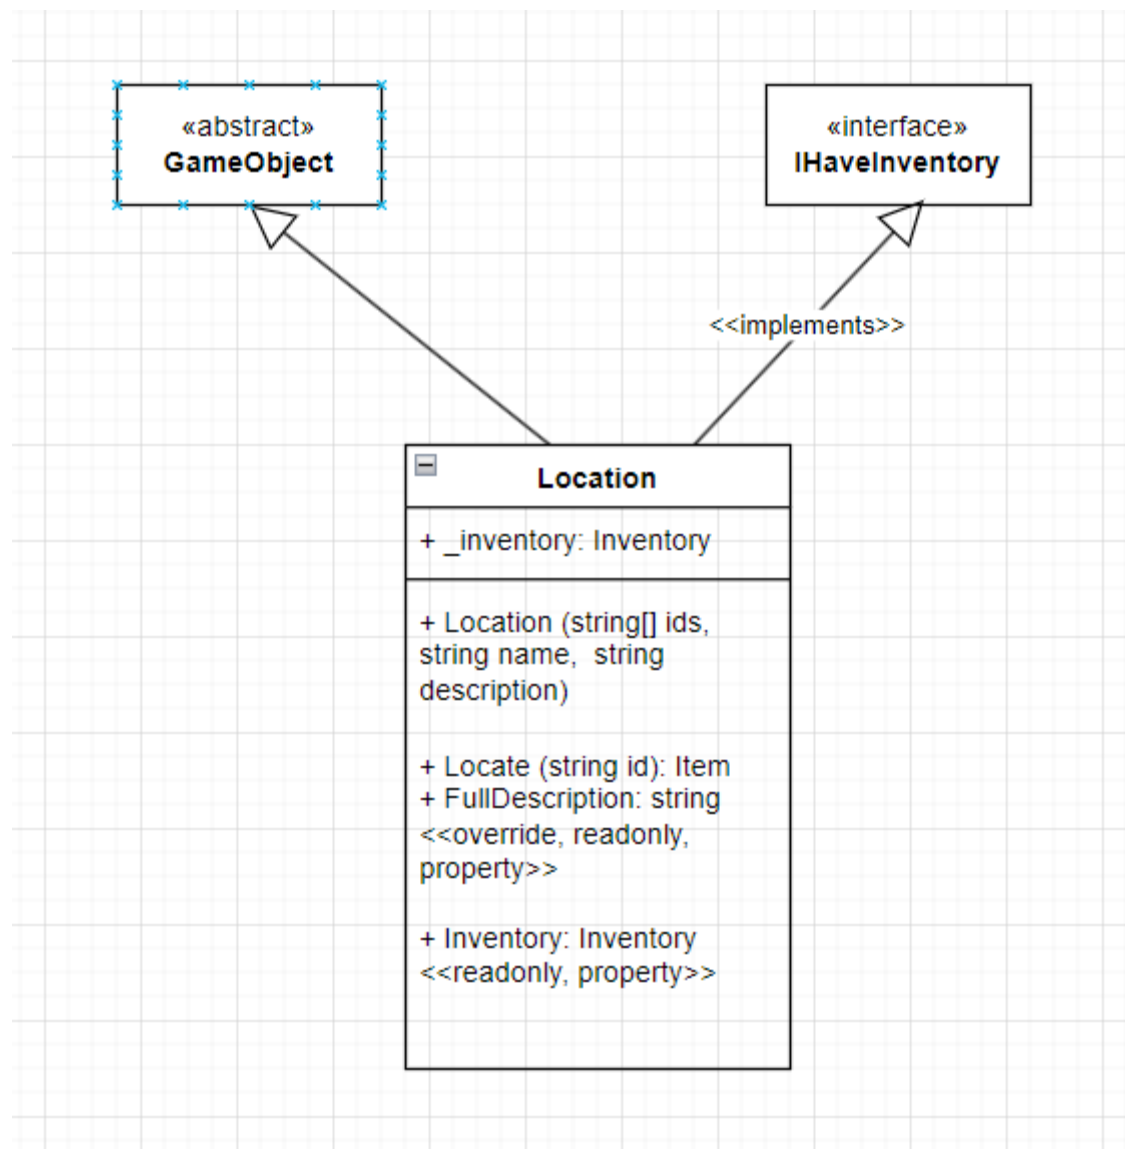 «abstract»
GameObject
«interface»
IHaveInventory
<<implements>>
Location
+ _inventory: Inventory
+ Location (string[] ids,
string name,  string
description)
+ Locate (string id): Item
+ FullDescription: string
<<override, readonly,
property>>
+ Inventory: Inventory
<<readonly, property>>